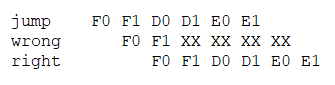 jump F0 F1 D0 D1 E0 E1
wrong F0 F1 XX XX XX XX
right F0 F1 D0 D1 E0 E1